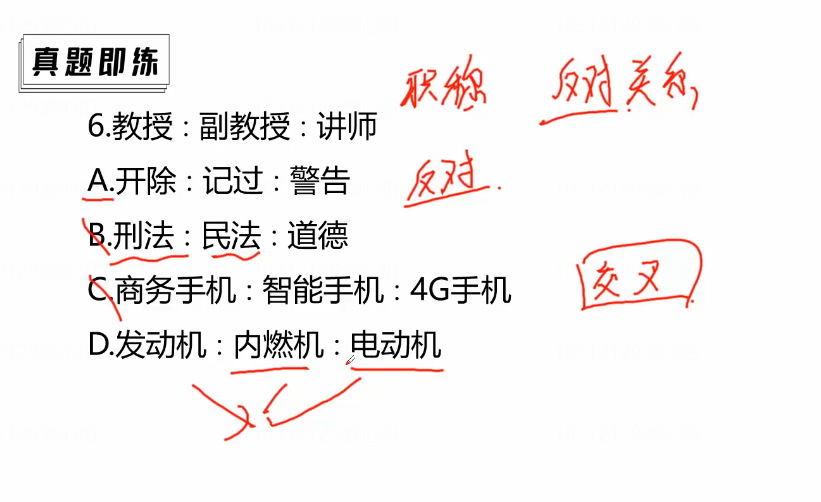 真题即练
职称 反对关系
6.教授：副教授：讲师
A.开除：记过：警告 反对
B.刑法：民法：道德
C.商务手机：智能手机：4G手机 交叉
D.发动机：内燃机：电动机